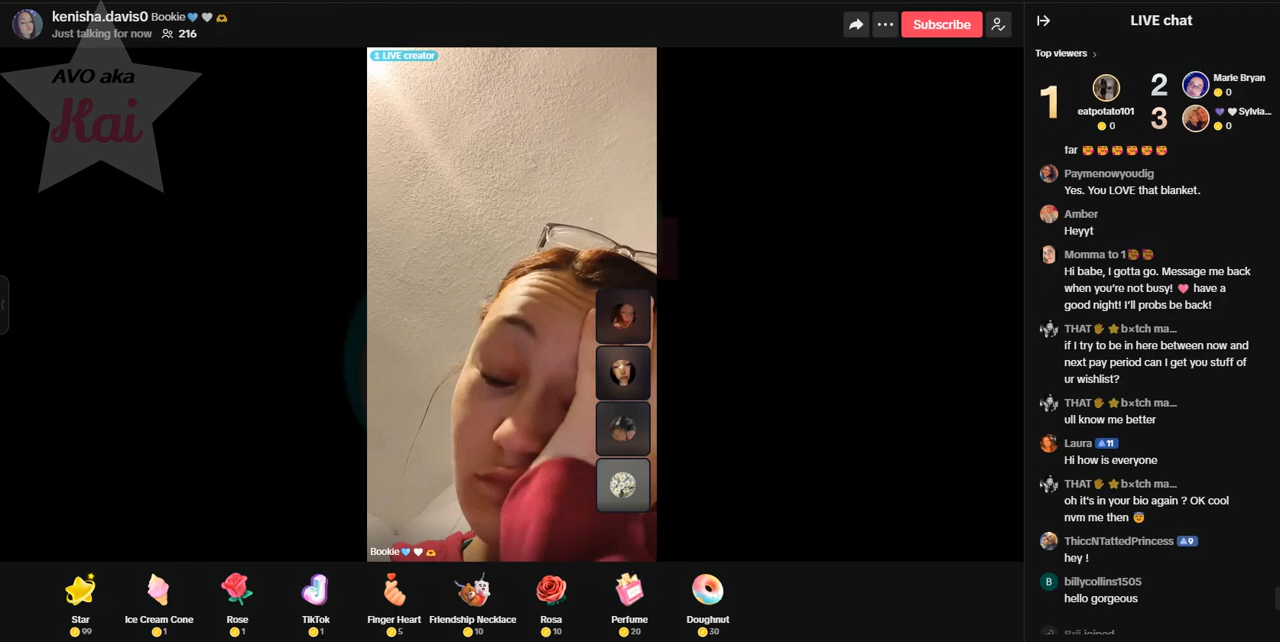 kenisha.davis0 Bookie💙🤍🫶
Just talking for now 216
Subscribe
AVO aka
Kai
LIVE creator
Bookie💙🤍🫶
Star
99
Ice Cream Cone
1
Rose
1
TikTok
1
Finger Heart
5
Friendship Necklace
10
Rosa
10
Perfume
20
Doughnut
30
LIVE chat
Top viewers
1
eatpotato101
0
2
Marie Bryan
0
3
💜🤍Sylvia...
0
far 🥰🥰🥰🥰🥰🥰
Paymenowyoudig
Yes. You LOVE that blanket.
Amber
Heyyt
Momma to 1
Hi babe, I gotta go. Message me back
when you're not busy! 💗 have a
good night! I'll probs be back!
THAT🖐⭐b×tch ma...
if I try to be in here between now and
next pay period can I get you stuff of
ur wishlist?
THAT🖐⭐b×tch ma...
ull know me better
Laura 11
Hi how is everyone
THAT🖐⭐b×tch ma...
oh it's in your bio again ? OK cool
nvm me then 😇
ThiccNTattedPrincess 9
hey !
B billycollins1505
hello gorgeous